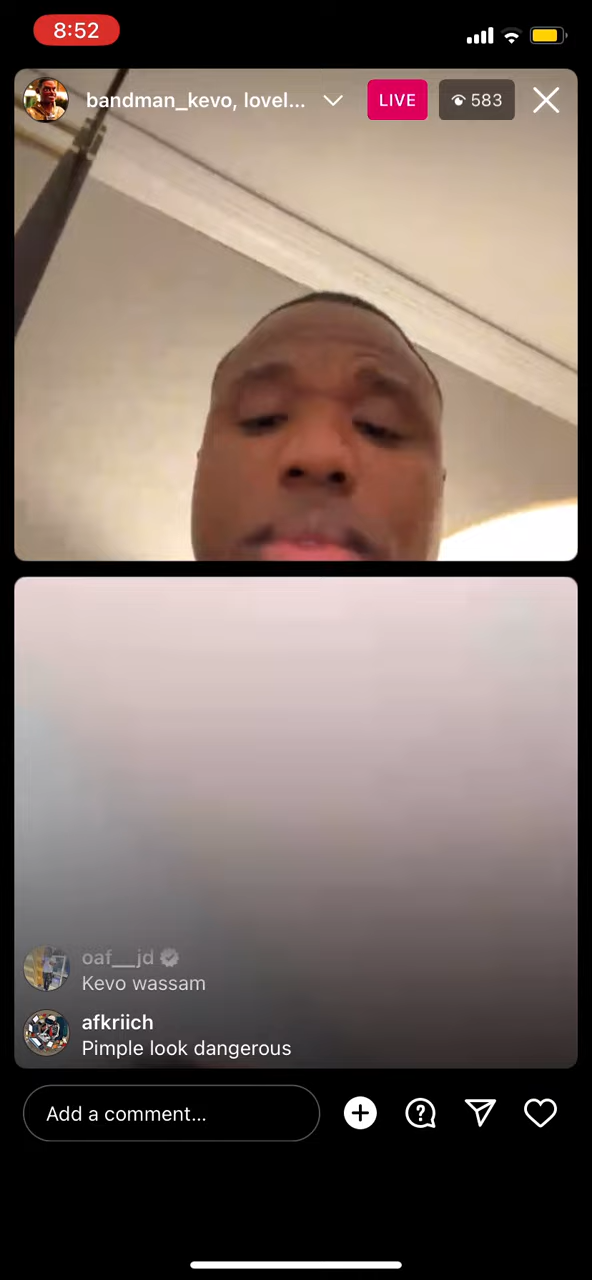 8:52
bandman_kevo, lovel...
LIVE
583
oaf__jd
Kevo wassam
afkriich
Pimple look dangerous
Add a comment...